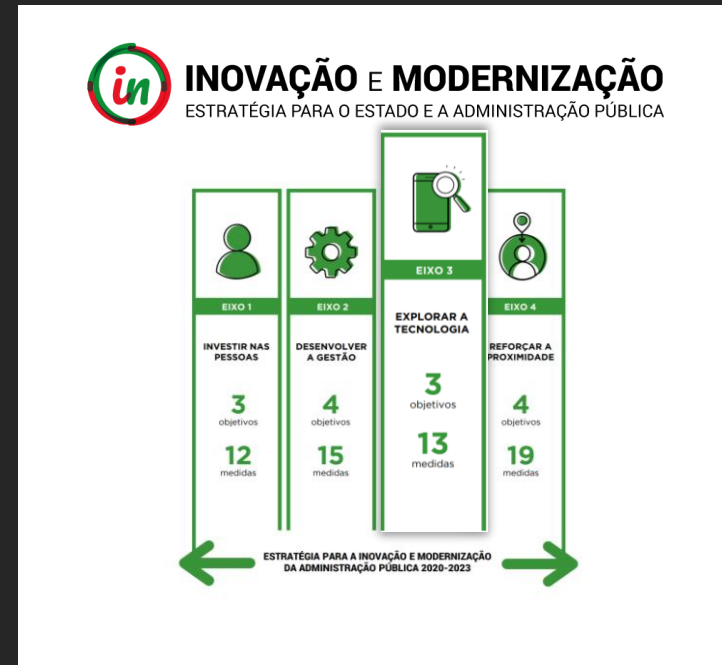 in
INOVAÇÃO E MODERNIZAÇÃO
ESTRATÉGIA PARA O ESTADO E A ADMINISTRAÇÃO PÚBLICA
EIXO 1
INVESTIR NAS
PESSOAS
3
objetivos
12
medidas
EIXO 2
DESENVOLVER
A GESTÃO
4
objetivos
15
medidas
EIXO 3
EXPLORAR A
TECNOLOGIA
3
objetivos
13
medidas
EIXO 4
REFORÇAR A
PROXIMIDADE
4
objetivos
19
medidas
ESTRATÉGIA PARA A INOVAÇÃO E MODERNIZAÇÃO
DA ADMINISTRAÇÃO PÚBLICA 2020-2023